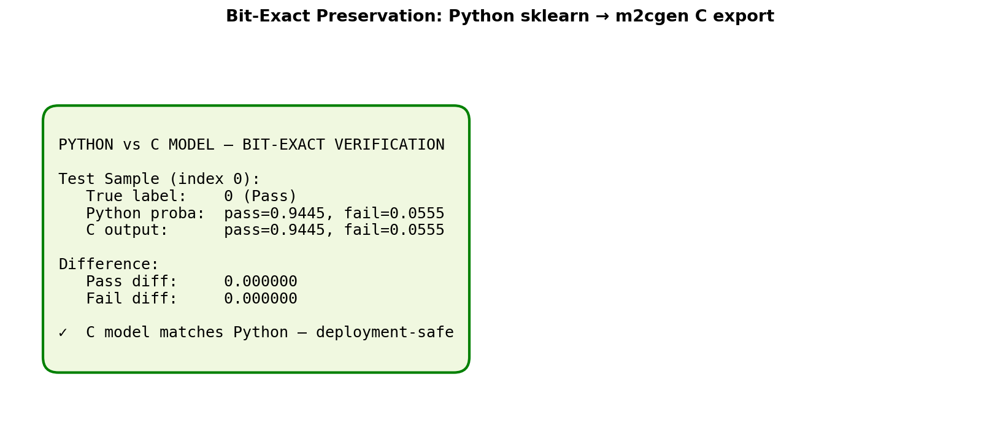 Bit-Exact Preservation: Python sklearn → m2cgen C export
PYTHON vs C MODEL — BIT-EXACT VERIFICATION
Test Sample (index 0):
True label:    0 (Pass)
Python proba:  pass=0.9445, fail=0.0555
C output:      pass=0.9445, fail=0.0555
Difference:
Pass diff:     0.000000
Fail diff:     0.000000
✓  C model matches Python — deployment-safe